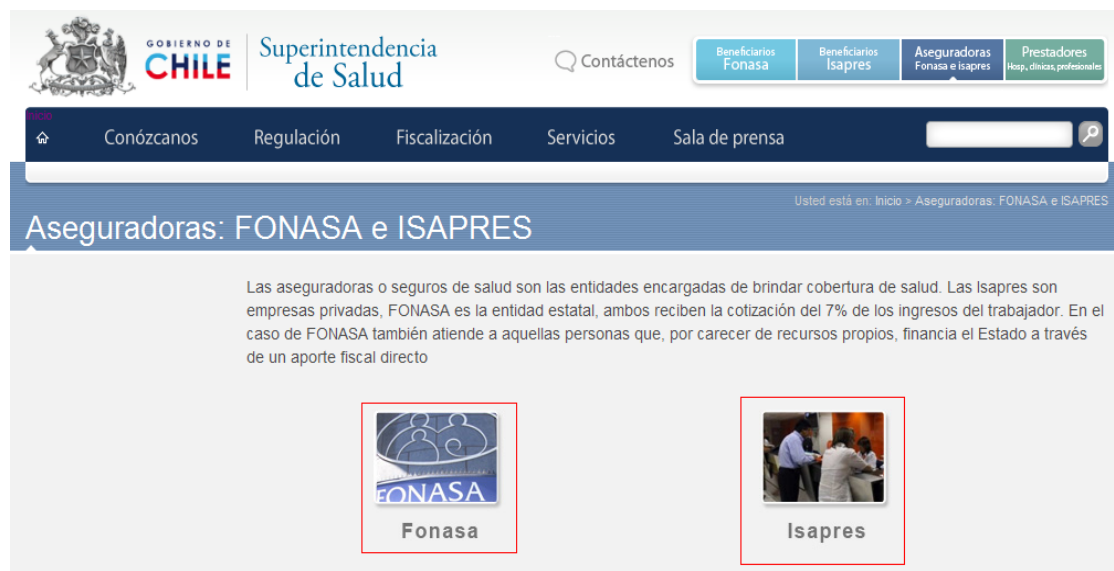 GOBIERNO DE
CHILE
Superintendencia
de Salud
Contáctenos
Beneficiarios
Fonasa
Beneficiarios
Isapres
Aseguradoras
Fonasa e isapres
Prestadores
Hosp., clínicas, profesionales
Inicio
Conózcanos
Regulación
Fiscalización
Servicios
Sala de prensa
Usted está en: Inicio » Aseguradoras: FONASA e ISAPRES
Aseguradoras: FONASA e ISAPRES
Las aseguradoras o seguros de salud son las entidades encargadas de brindar cobertura de salud. Las Isapres son
empresas privadas, FONASA es la entidad estatal, ambos reciben la cotización del 7% de los ingresos del trabajador. En el
caso de FONASA también atiende a aquellas personas que, por carecer de recursos propios, financia el Estado a través
de un aporte fiscal directo
FONASA
Fonasa
Isapres